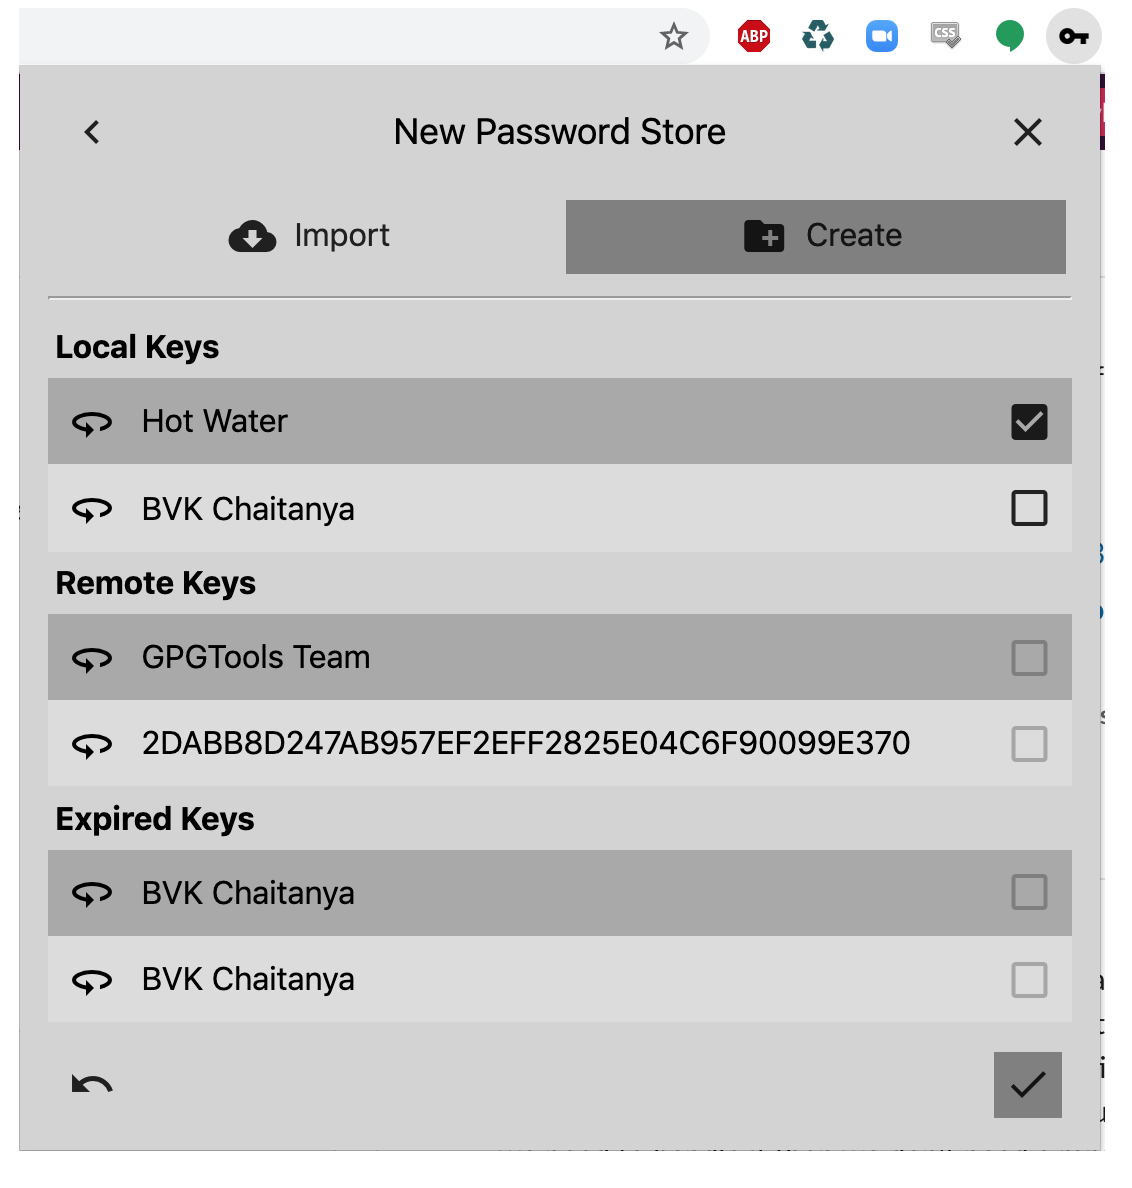 ABP
CSS
New Password Store
Import
Create
Local Keys
Hot Water
BVK Chaitanya
Remote Keys
GPGTools Team
2DABB8D247AB957EF2EFF2825E04C6F90099E370
Expired Keys
BVK Chaitanya
BVK Chaitanya